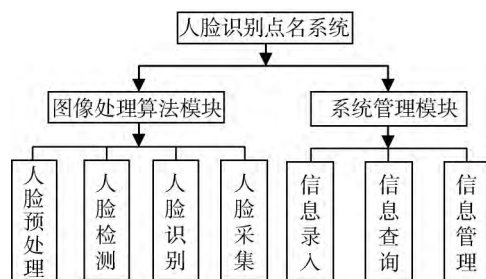 人脸识别点名系统
图像处理算法模块
系统管理模块
人脸预处理
人脸检测
人脸识别
人脸采集
信息录入
信息查询
信息管理